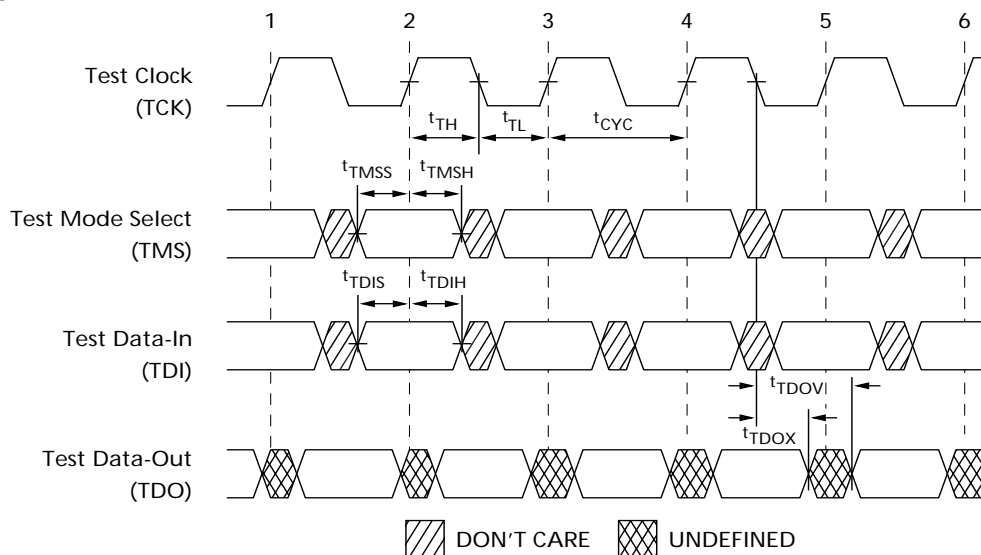 1 2 3 4 5 6
Test Clock
(TCK)
tTH tTL tCYC
tTMSS tTMSH
Test Mode Select
(TMS)
tTDIS tTDIH
Test Data-In
(TDI)
tTDOV
tTDOX
Test Data-Out
(TDO)
DON'T CARE UNDEFINED